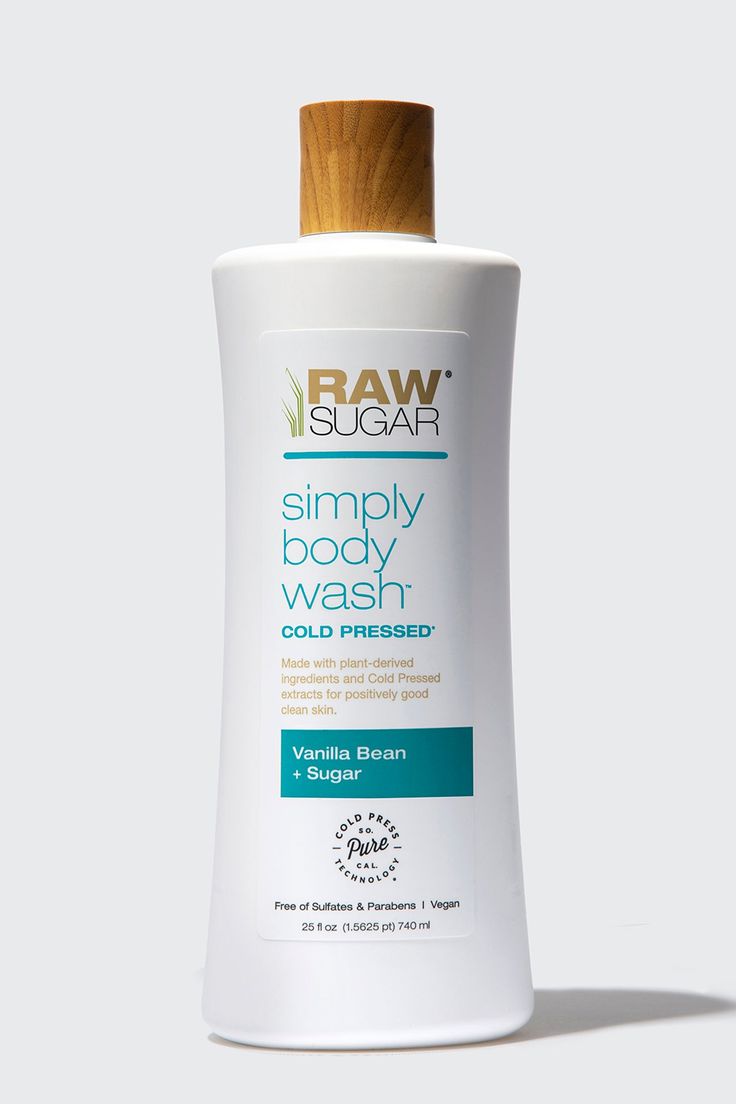 RAW®
SUGAR
simply
body
wash™
COLD PRESSED®
Made with plant-derived
ingredients and Cold Pressed
extracts for positively good
clean skin.
Vanilla Bean
+ Sugar
COLD PRESS
SO.
Pure
CAL.
TECHNOLOGY®
Free of Sulfates & Parabens | Vegan
25 fl oz (1.5625 pt) 740 ml